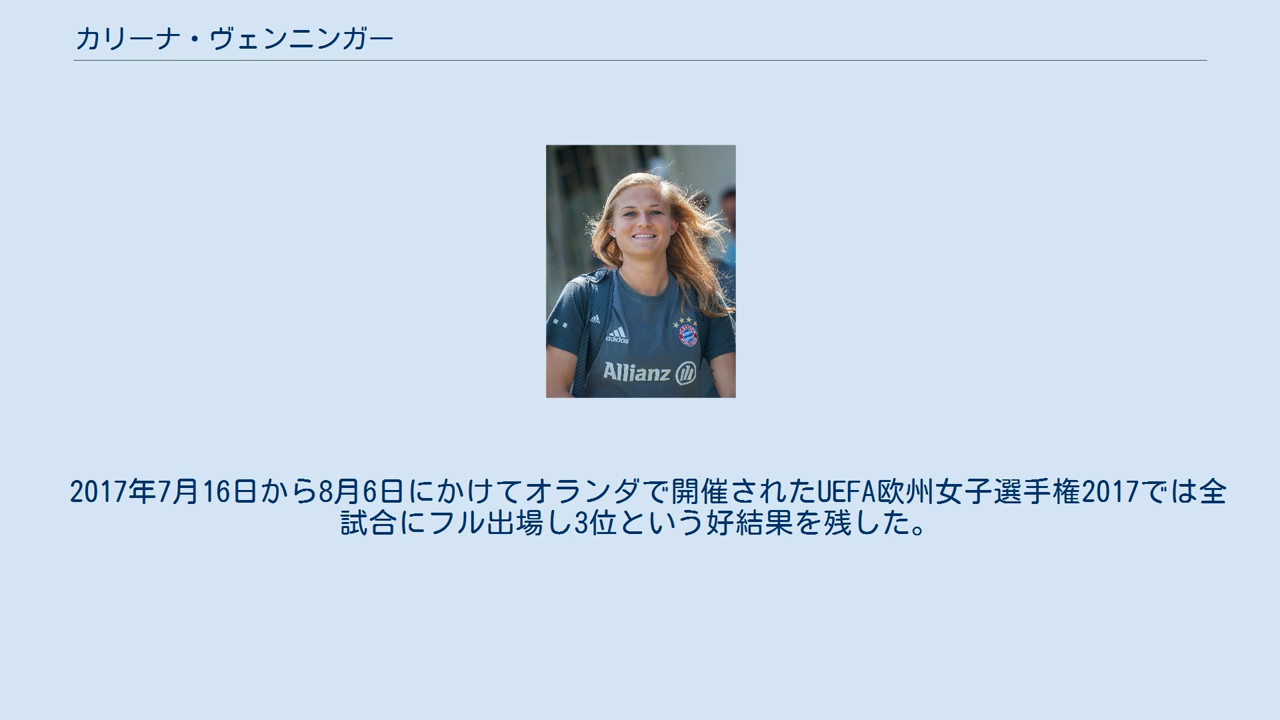 カリーナ・ヴェンニンガー
adidas
Allianz
2017年7月16日から8月6日にかけてオランダで開催されたUEFA欧州女子選手権2017では全
試合にフル出場し3位という好結果を残した。